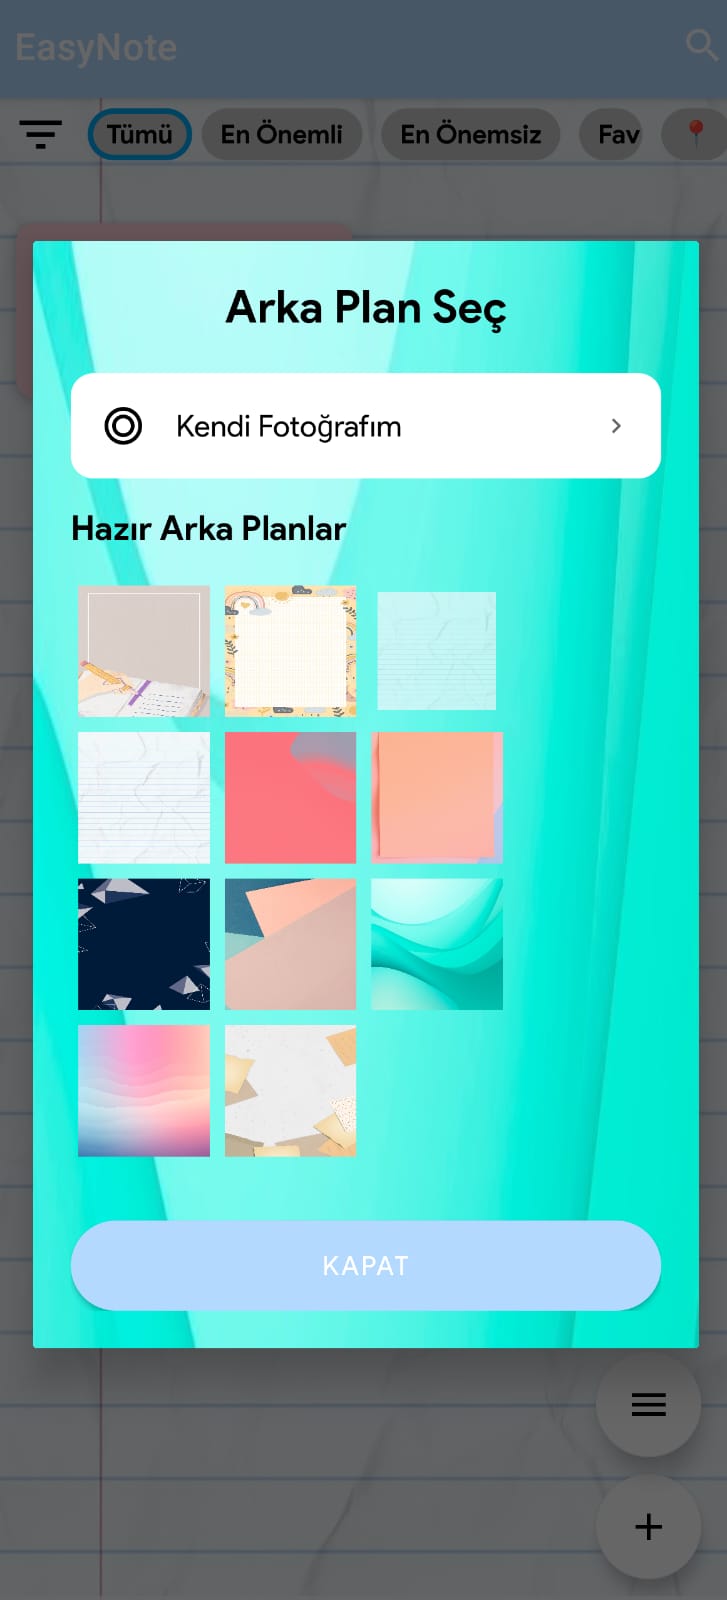 EasyNote
Tümü
En Önemli
En Önemsiz
Fav
Arka Plan Seç
Kendi Fotoğrafım
Hazır Arka Planlar
KAPAT